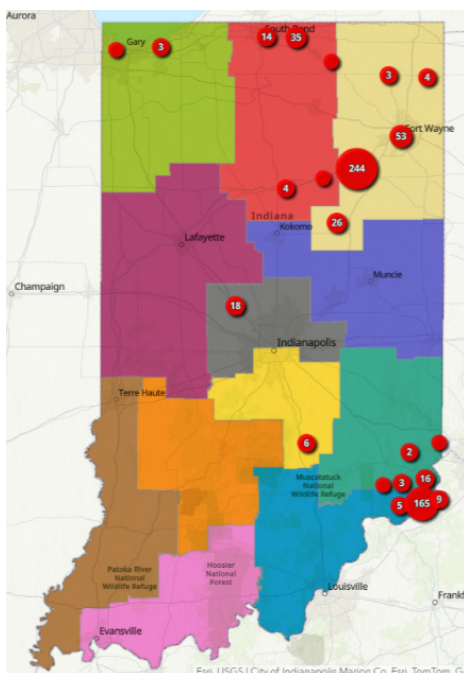 Aurora
Gary
3
14
South Bend
35
3
4
53
Fort Wayne
244
4
26
Indiana
Kokomo
Lafayette
Muncie
Champaign
18
Indianapolis
Terre Haute
6
2
Muscatatuck
National
Wildlife Refuge
3
16
5
165
9
Patoka River
National
Wildlife Refuge
Hoosier
National
Forest
Louisville
Frankf
Evansville
Esri, USGS | City of Indianapolis Marion Co, Esri, TomTom, G